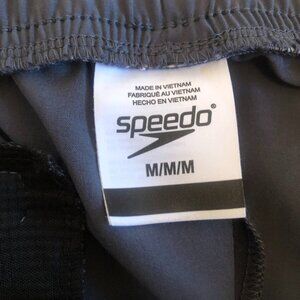 MADE IN VIETNAM
FABRIQUÉ AU VIETNAM
HECHO EN VIETNAM
speedo®
M/M/M